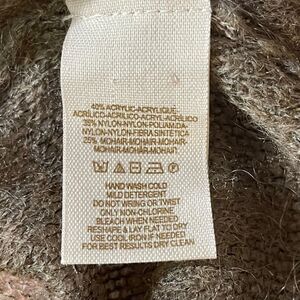 40% ACRYLIC-ACRYLIQUE
ACRILICO-ACRILICO-ACRYL-ACRILICO
35% NYLON-NYLON-POLIAMIDA
NYLON-NYLON-FIBRA SINTÉTICA
25% MOHAIR-MOHAIR-MOHAIR-
MOHAIR-MOHAIR-MOHAIR
HAND WASH COLD
MILD DETERGENT
DO NOT WRING OR TWIST
ONLY NON-CHLORINE
BLEACH WHEN NEEDED
RESHAPE & LAY FLAT TO DRY
USE COOL IRON IF NEEDED
FOR BEST RESULTS DRY CLEAN